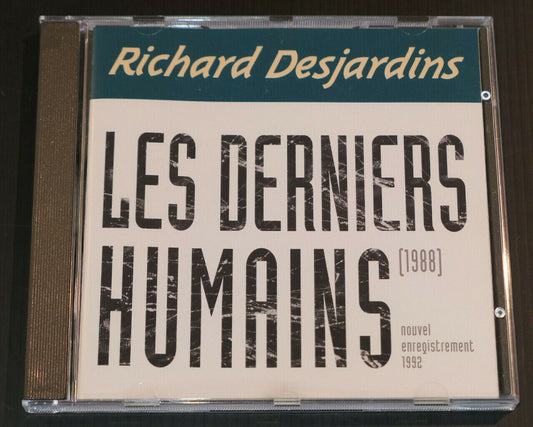 Richard Desjardins
LES DERNIERS
HUMAINS
[1988]
nouvel
enregistrement
1992